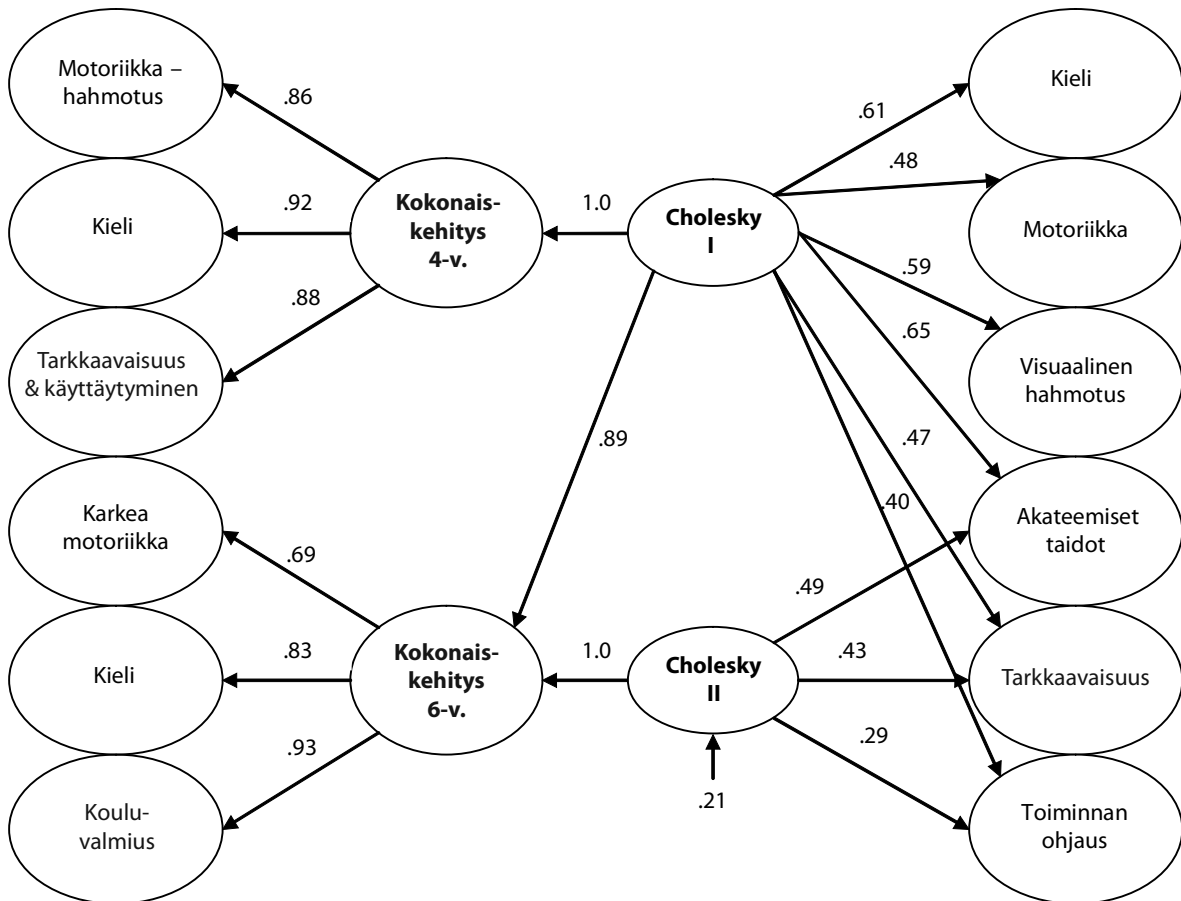 Motoriikka –
hahmotus
Kieli
Tarkkaavaisuus
& käyttäytyminen
Karkea
motoriikka
Kieli
Koulu-
valmius
.86
.92
.88
.69
.83
.93
Kokonais-
kehitys
4-v.
Kokonais-
kehitys
6-v.
1.0
.89
1.0
Cholesky
I
Cholesky
II
.21
.61
.48
.59
.65
.47
.40
.49
.43
.29
Kieli
Motoriikka
Visuaalinen
hahmotus
Akateemiset
taidot
Tarkkaavaisuus
Toiminnan
ohjaus